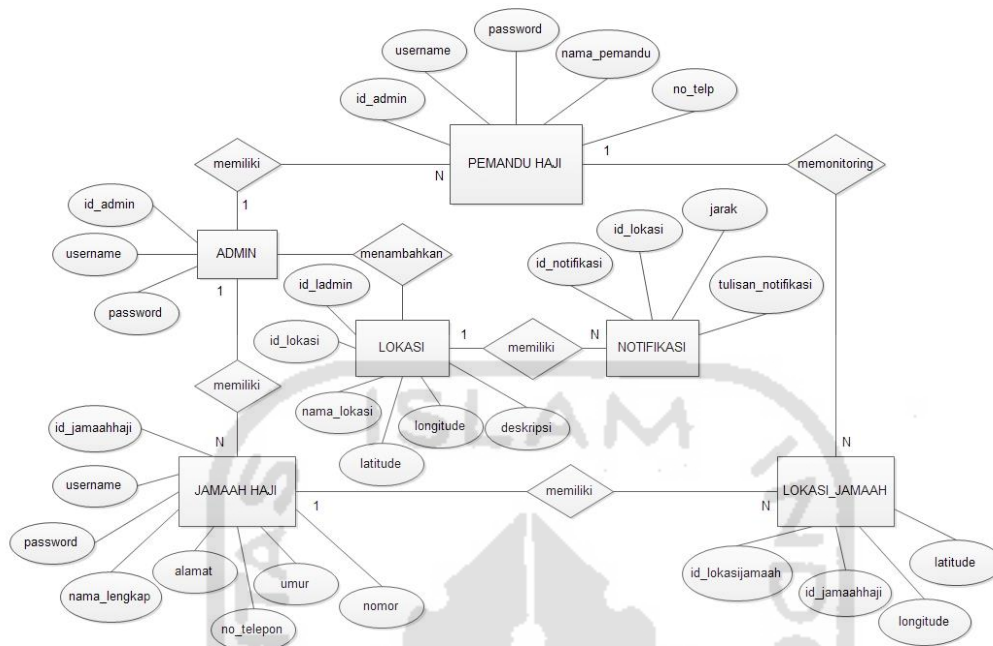 password
username
nama_pemandu
id_admin
no_telp
PEMANDU HAJI
1
N
memiliki
memonitoring
1
id_admin
username
password
ADMIN
1
menambahkan
id_lokasi
jarak
id_notifikasi
tulisan_notifikasi
id_ladmin
id_lokasi
LOKASI
1
memiliki
N
NOTIFIKASI
nama_lokasi
latitude
longitude
deskripsi
memiliki
N
ISLAM
id_jamaahhaji
username
password
nama_lengkap
alamat
no_telepon
umur
nomor
JAMAAH HAJI
1
memiliki
N
N
LOKASI_JAMAAH
id_lokasijamaah
id_jamaahhaji
longitude
latitude